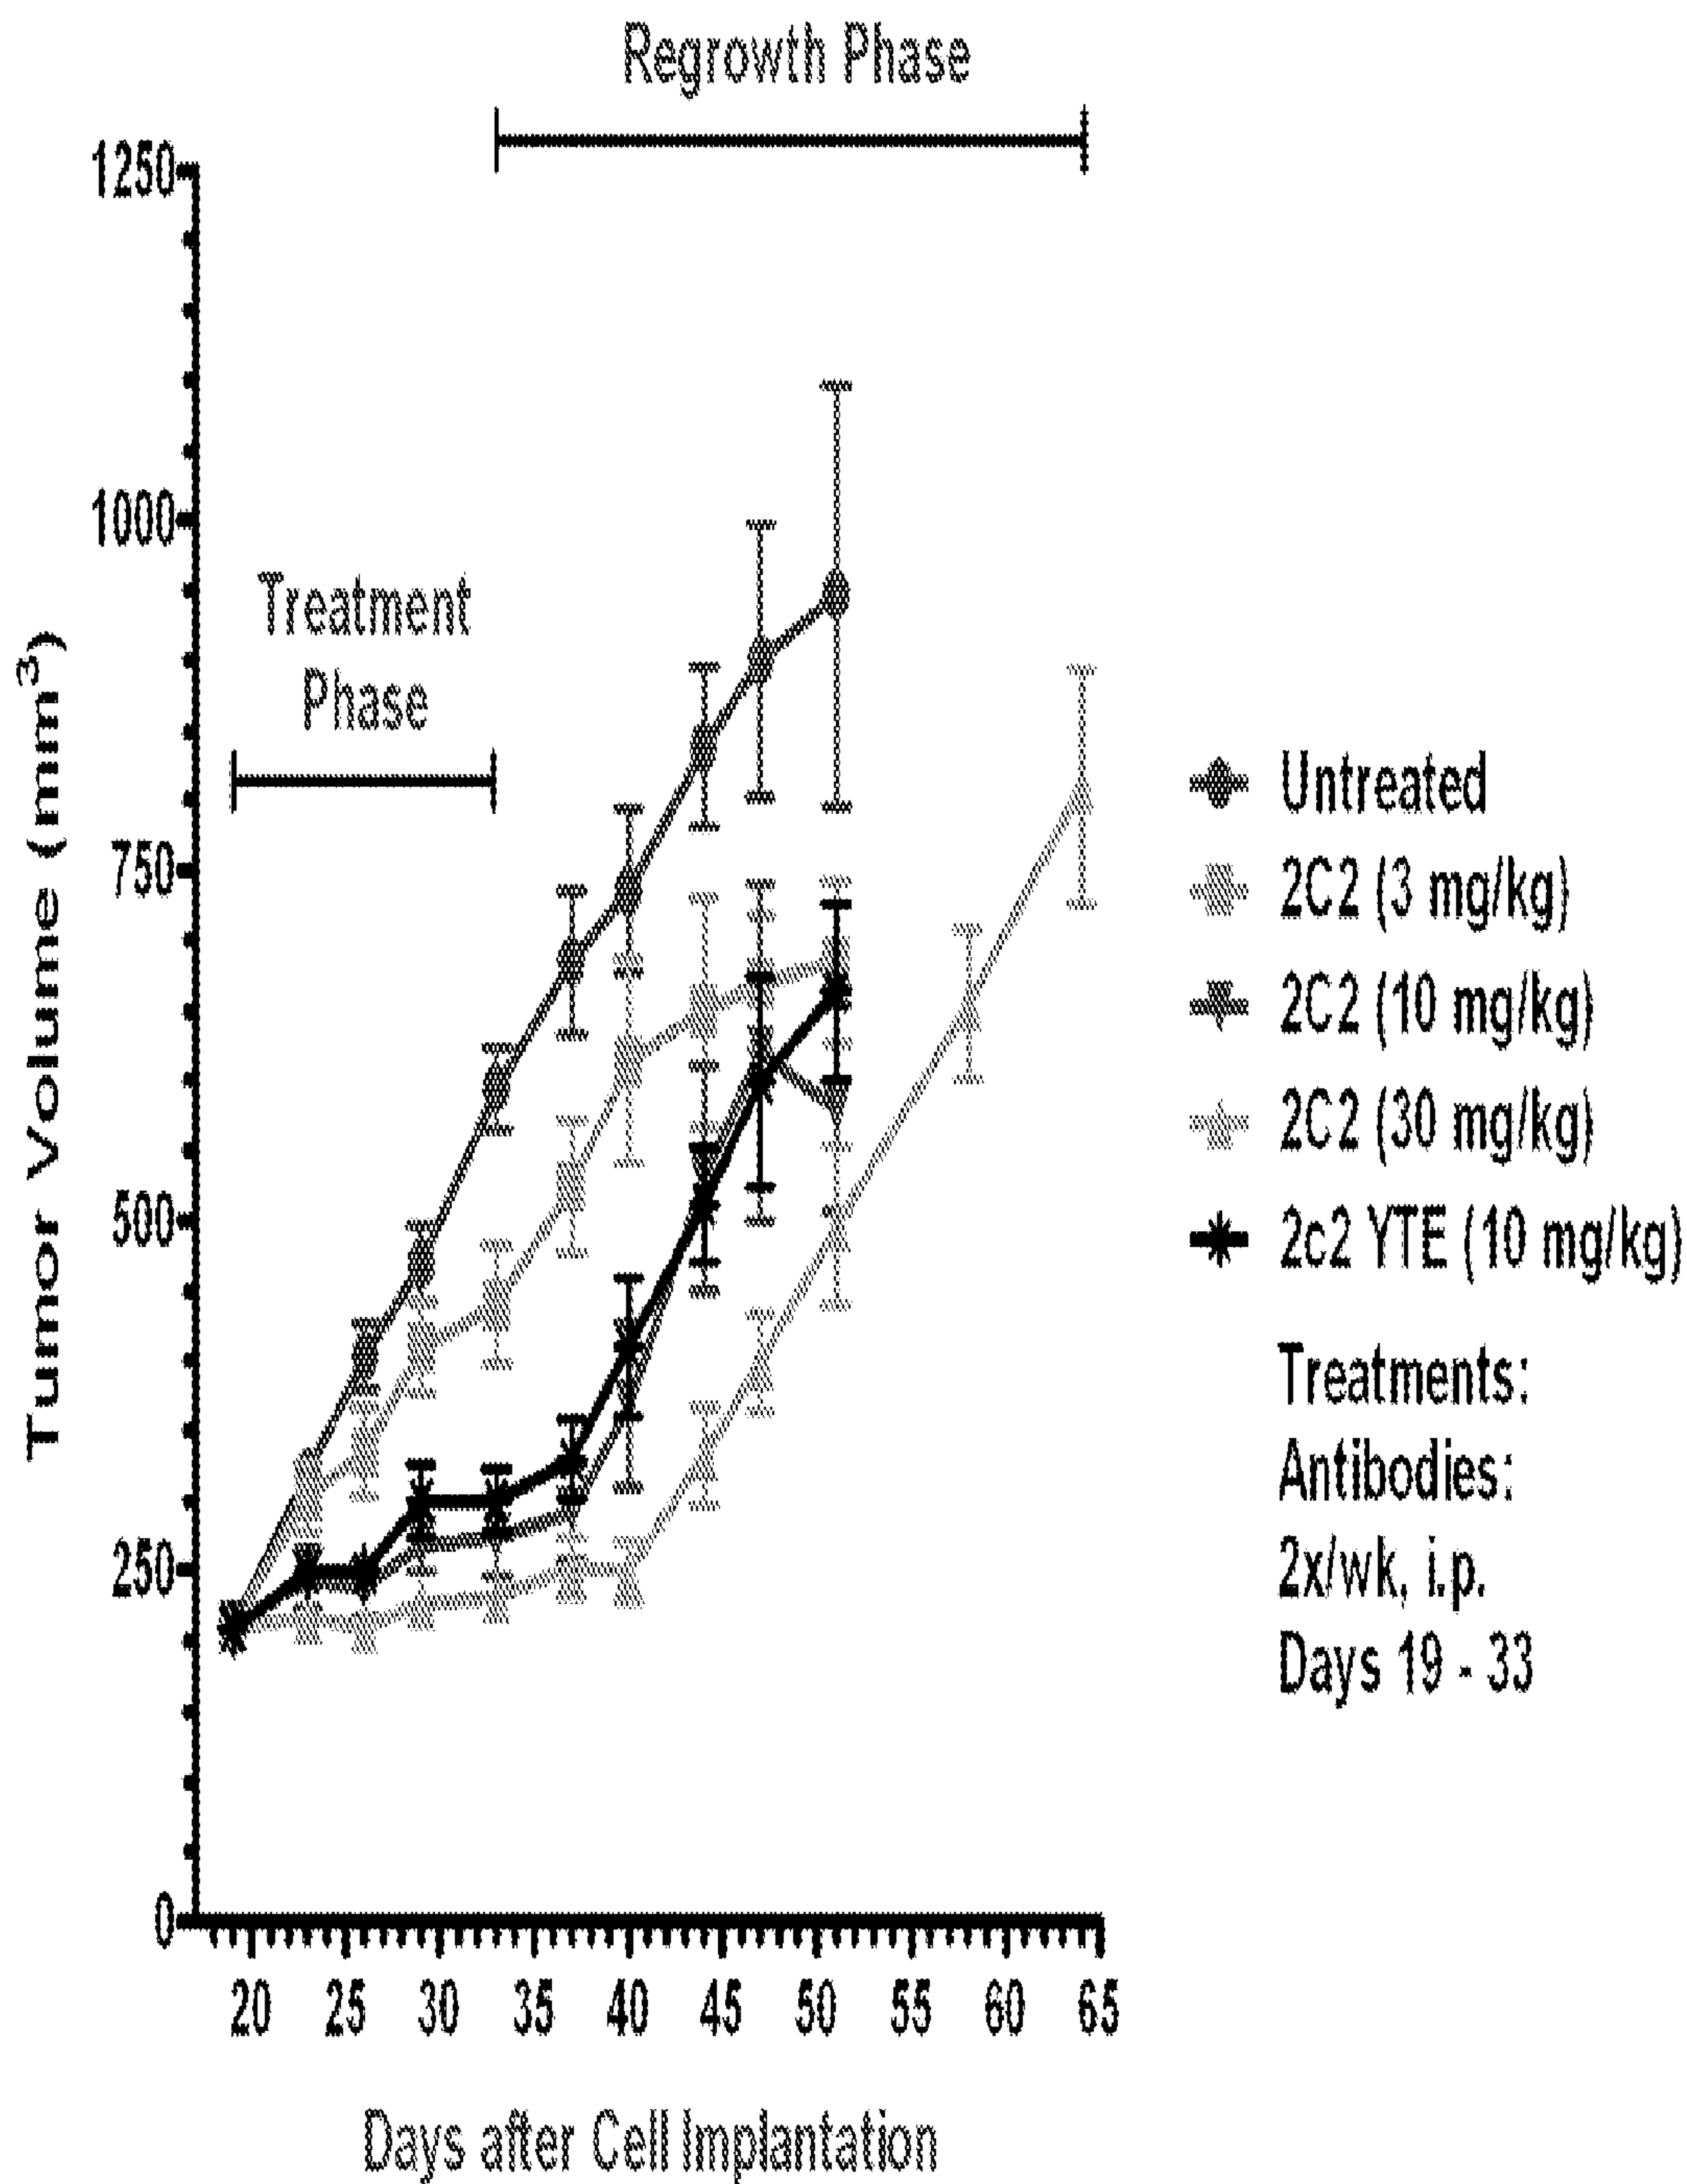 Regrowth Phase
1250
1000
Treatment
Phase
750
500
250
0
Tumor Volume (mm³)
20 25 30 35 40 45 50 55 60 65
Days after Cell Implantation
Untreated
2C2 (3 mg/kg)
2C2 (10 mg/kg)
2C2 (30 mg/kg)
2c2 YTE (10 mg/kg)
Treatments:
Antibodies:
2x/wk, i.p.
Days 19 - 33